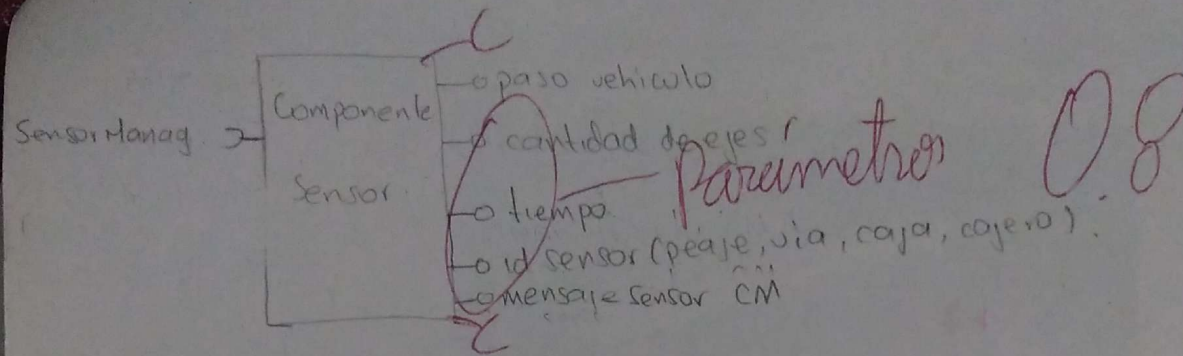 paso vehiculo
Componente
SensorManag.
cantidad de ejes
Parametros
0.8
Sensor
tiempo
id sensor (peaje, via, caja, cajero).
mensaje sensor CM